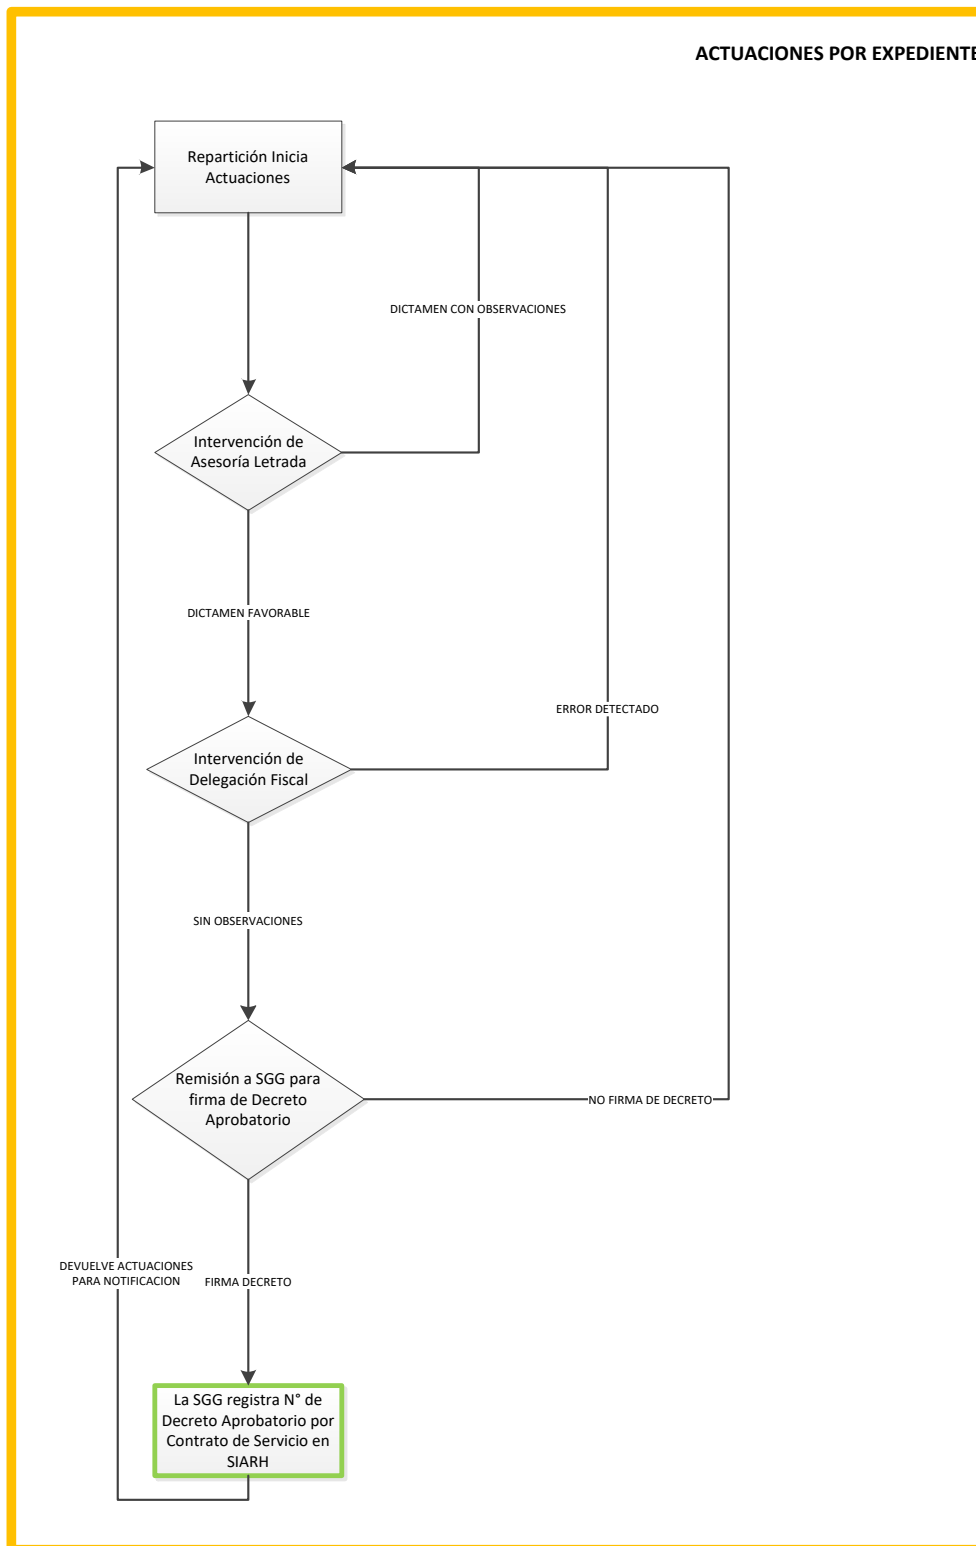 ACTUACIONES POR EXPEDIENTE
Repartición Inicia
Actuaciones
DICTAMEN CON OBSERVACIONES
Intervención de
Asesoría Letrada
DICTAMEN FAVORABLE
ERROR DETECTADO
Intervención de
Delegación Fiscal
SIN OBSERVACIONES
Remisión a SGG para
firma de Decreto
Aprobatorio
NO FIRMA DE DECRETO
DEVUELVE ACTUACIONES
PARA NOTIFICACION
FIRMA DECRETO
La SGG registra N° de
Decreto Aprobatorio por
Contrato de Servicio en
SIARH